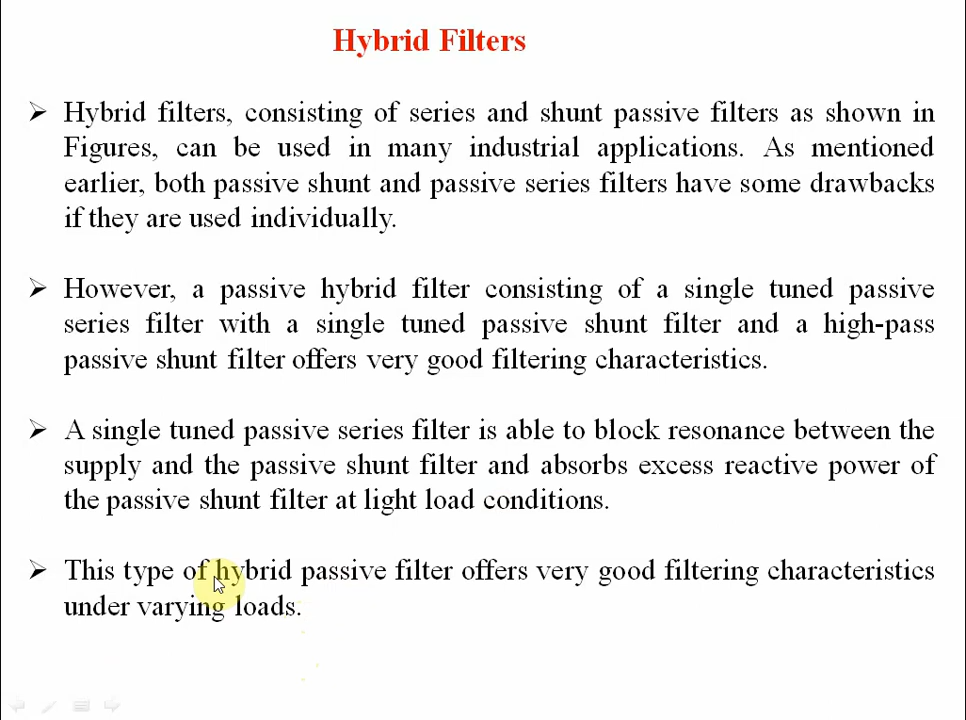 Hybrid Filters
➢ Hybrid filters, consisting of series and shunt passive filters as shown in
Figures, can be used in many industrial applications. As mentioned
earlier, both passive shunt and passive series filters have some drawbacks
if they are used individually.
➢ However, a passive hybrid filter consisting of a single tuned passive
series filter with a single tuned passive shunt filter and a high-pass
passive shunt filter offers very good filtering characteristics.
➢ A single tuned passive series filter is able to block resonance between the
supply and the passive shunt filter and absorbs excess reactive power of
the passive shunt filter at light load conditions.
➢ This type of hybrid passive filter offers very good filtering characteristics
under varying loads.